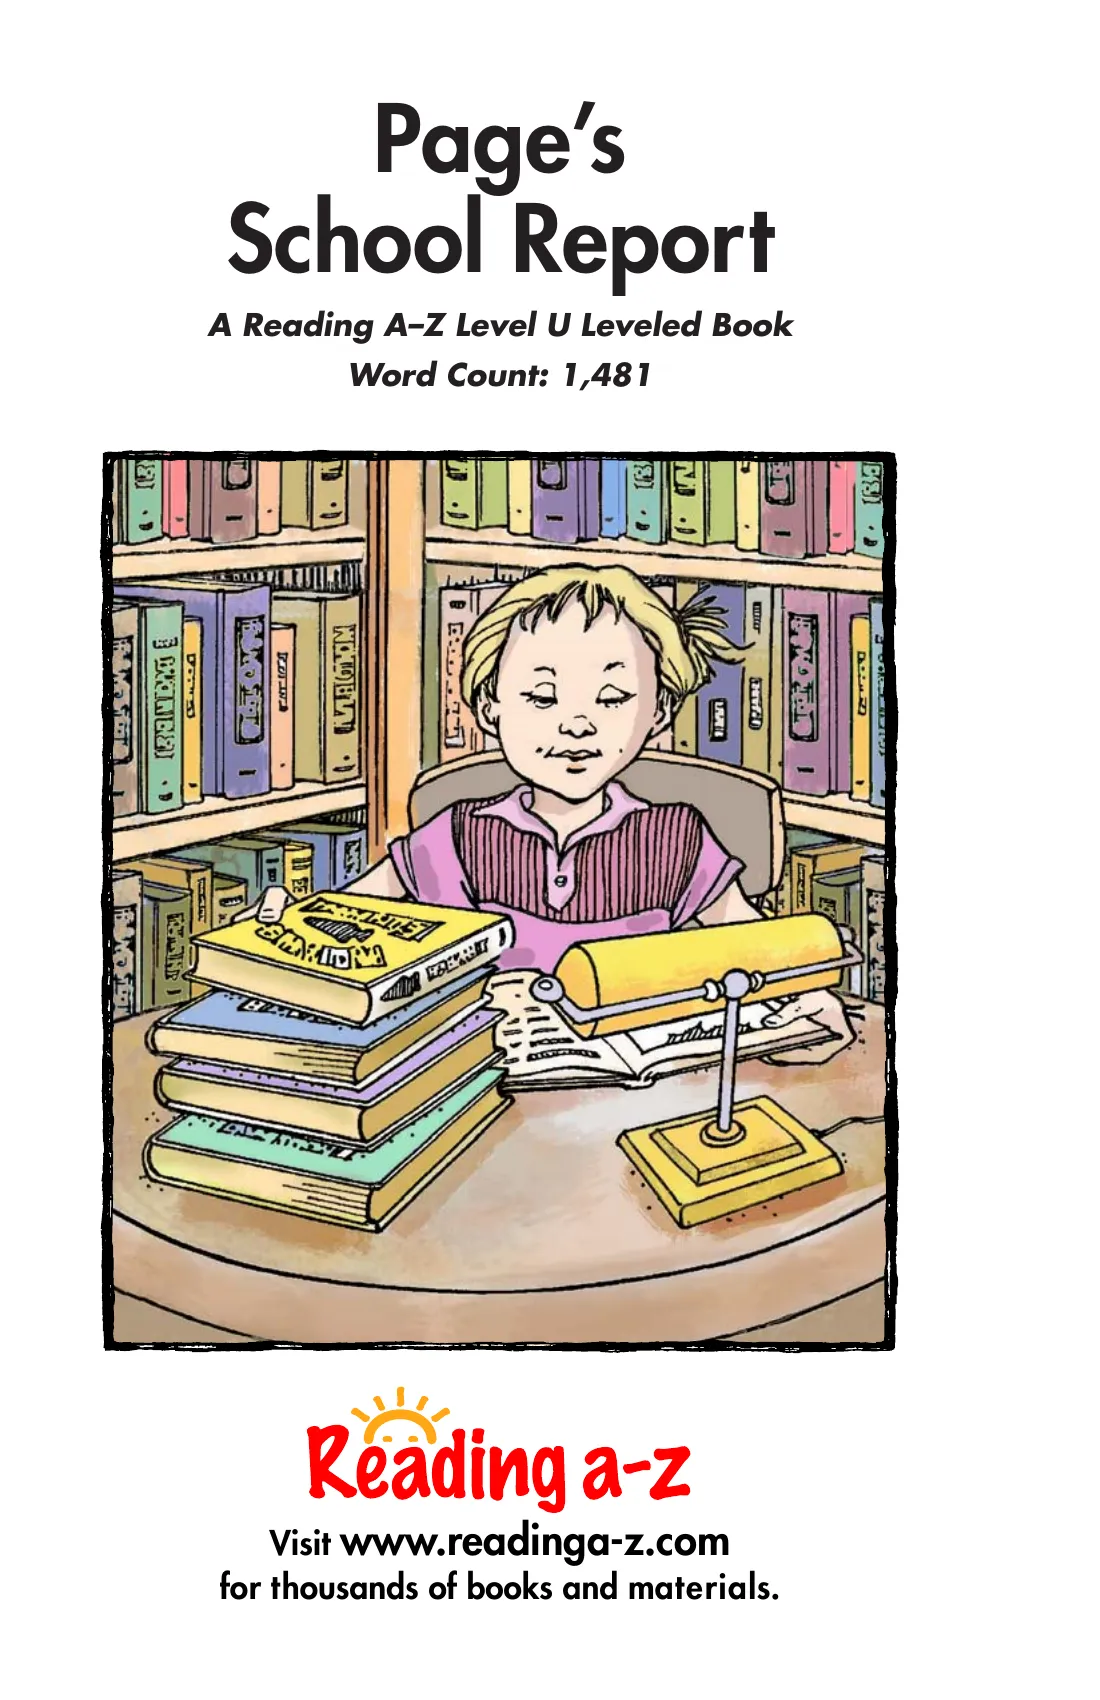 Page’s
School Report
A Reading A–Z Level U Leveled Book
Word Count: 1,481
Reading a-z
Visit www.readinga-z.com
for thousands of books and materials.